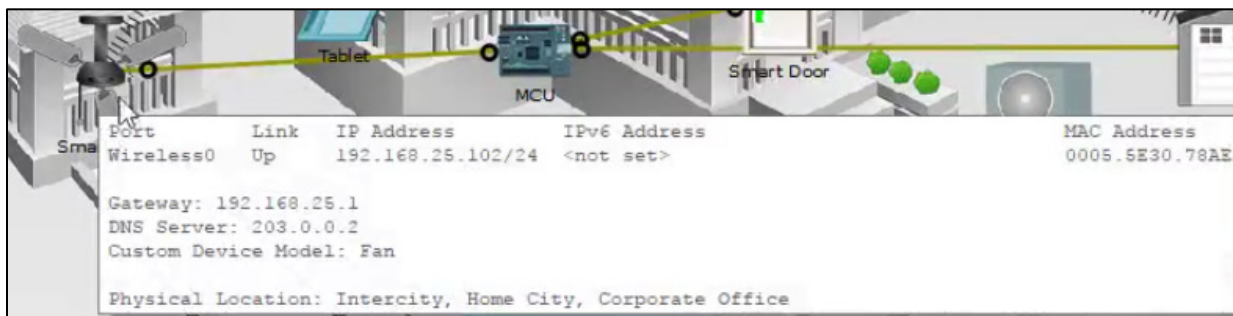 Tablet
Smart Door
MCU
Port Link IP Address IPv6 Address MAC Address
Wireless0 Up 192.168.25.102/24 <not set> 0005.5E30.78AE
Gateway: 192.168.25.1
DNS Server: 203.0.0.2
Custom Device Model: Fan
Physical Location: Intercity, Home City, Corporate Office